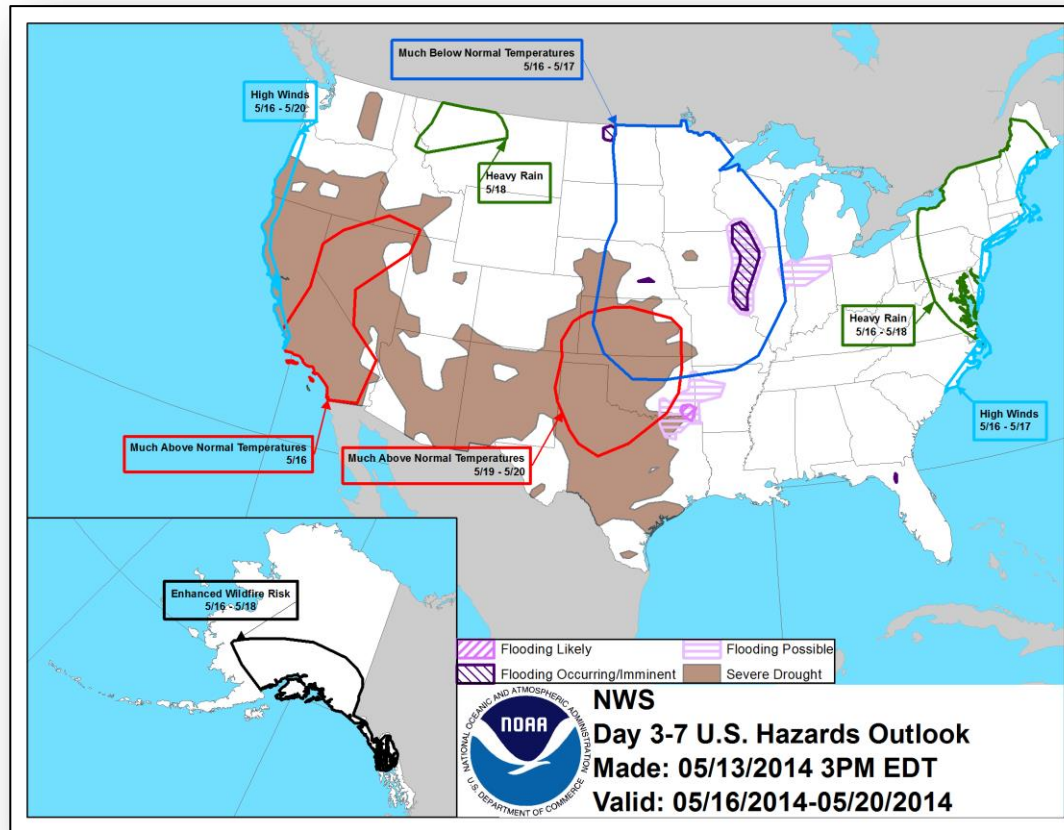 Much Below Normal Temperatures
5/16 - 5/17
High Winds
5/16 - 5/20
Heavy Rain
5/18
Heavy Rain
5/16 - 5/18
High Winds
5/16 - 5/17
Much Above Normal Temperatures
5/16
Much Above Normal Temperatures
5/19 - 5/20
Enhanced Wildfire Risk
5/16 - 5/18
Flooding Likely
Flooding Possible
Flooding Occurring/Imminent
Severe Drought
NATIONAL OCEANIC AND ATMOSPHERIC ADMINISTRATION
NOAA
U.S. DEPARTMENT OF COMMERCE
NWS
Day 3-7 U.S. Hazards Outlook
Made: 05/13/2014 3PM EDT
Valid: 05/16/2014-05/20/2014